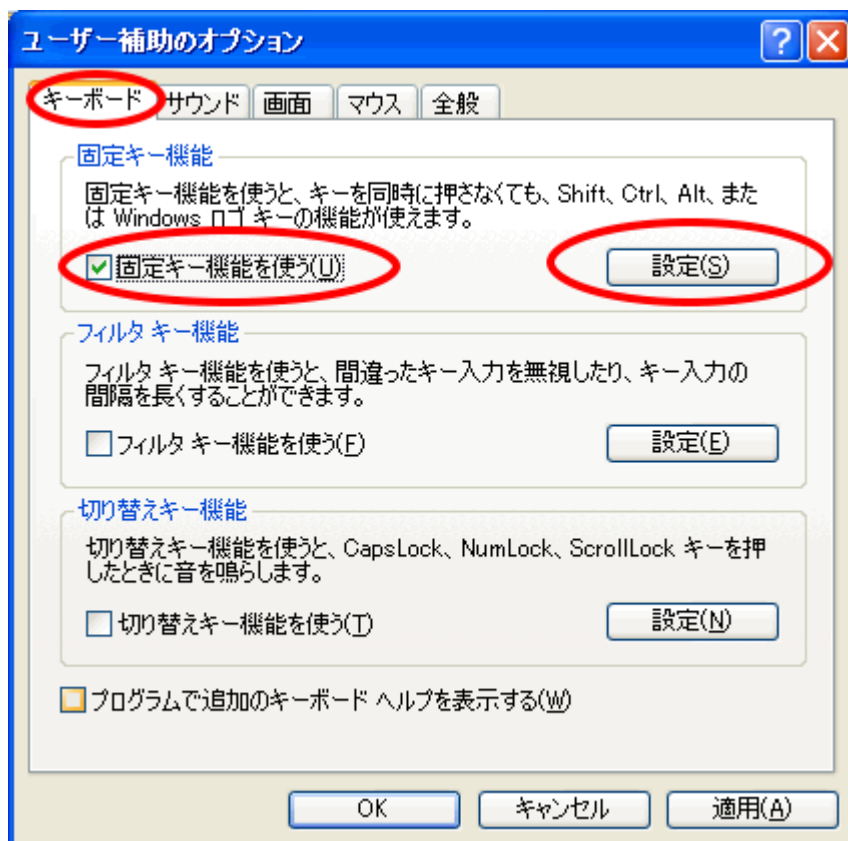 ユーザー補助のオプション
キーボード サウンド 画面 マウス 全般
固定キー機能
固定キー機能を使うと、キーを同時に押さなくても、Shift、Ctrl、Alt、また
は Windows ロゴ キーの機能が使えます。
固定キー機能を使う(U) 設定(S)
フィルタ キー機能
フィルタ キー機能を使うと、間違ったキー入力を無視したり、キー入力の
間隔を長くすることができます。
フィルタ キー機能を使う(F) 設定(E)
切り替えキー機能
切り替えキー機能を使うと、CapsLock、NumLock、ScrollLock キーを押
したときに音を鳴らします。
切り替えキー機能を使う(T) 設定(N)
プログラムで追加のキーボード ヘルプを表示する(W)
OK キャンセル 適用(A)